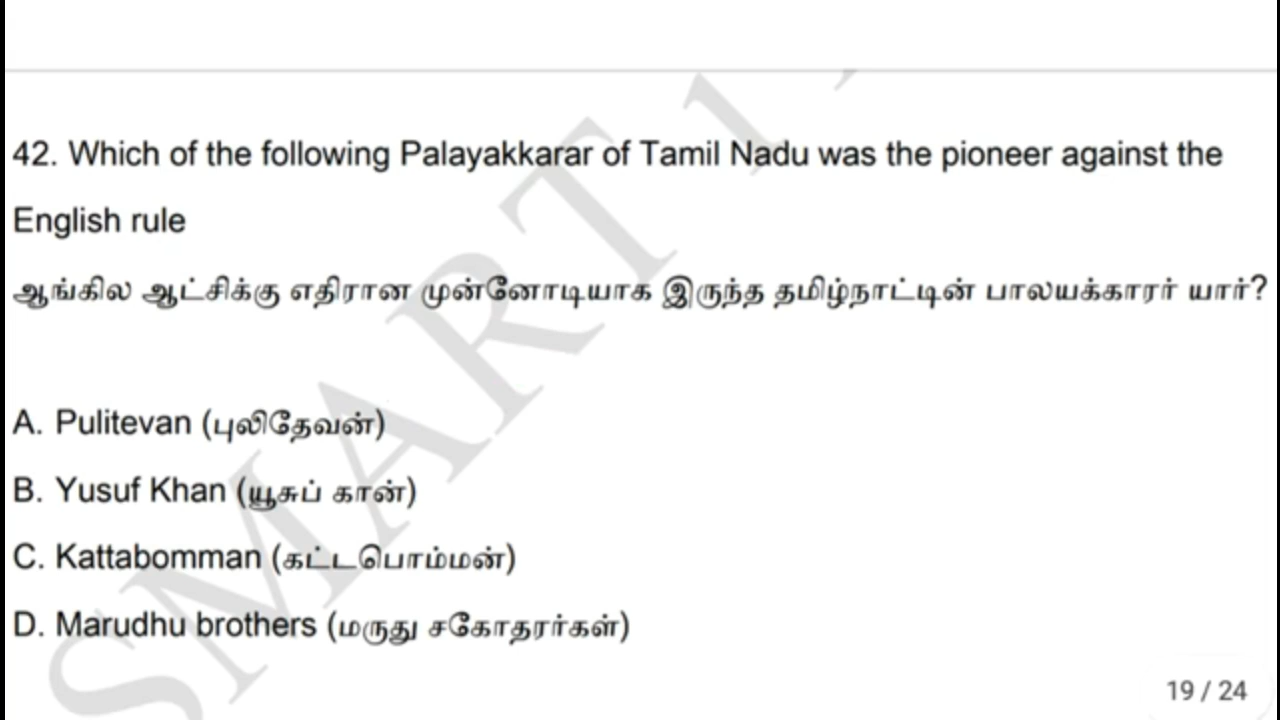 42. Which of the following Palayakkarar of Tamil Nadu was the pioneer against the
English rule
ஆங்கில ஆட்சிக்கு எதிரான முன்னோடியாக இருந்த தமிழ்நாட்டின் பாலயக்காரர் யார்?
A. Pulitevan (புலிதேவன்)
B. Yusuf Khan (யூசுப் கான்)
C. Kattabomman (கட்டபொம்மன்)
D. Marudhu brothers (மருது சகோதரர்கள்)
SMART
19 / 24